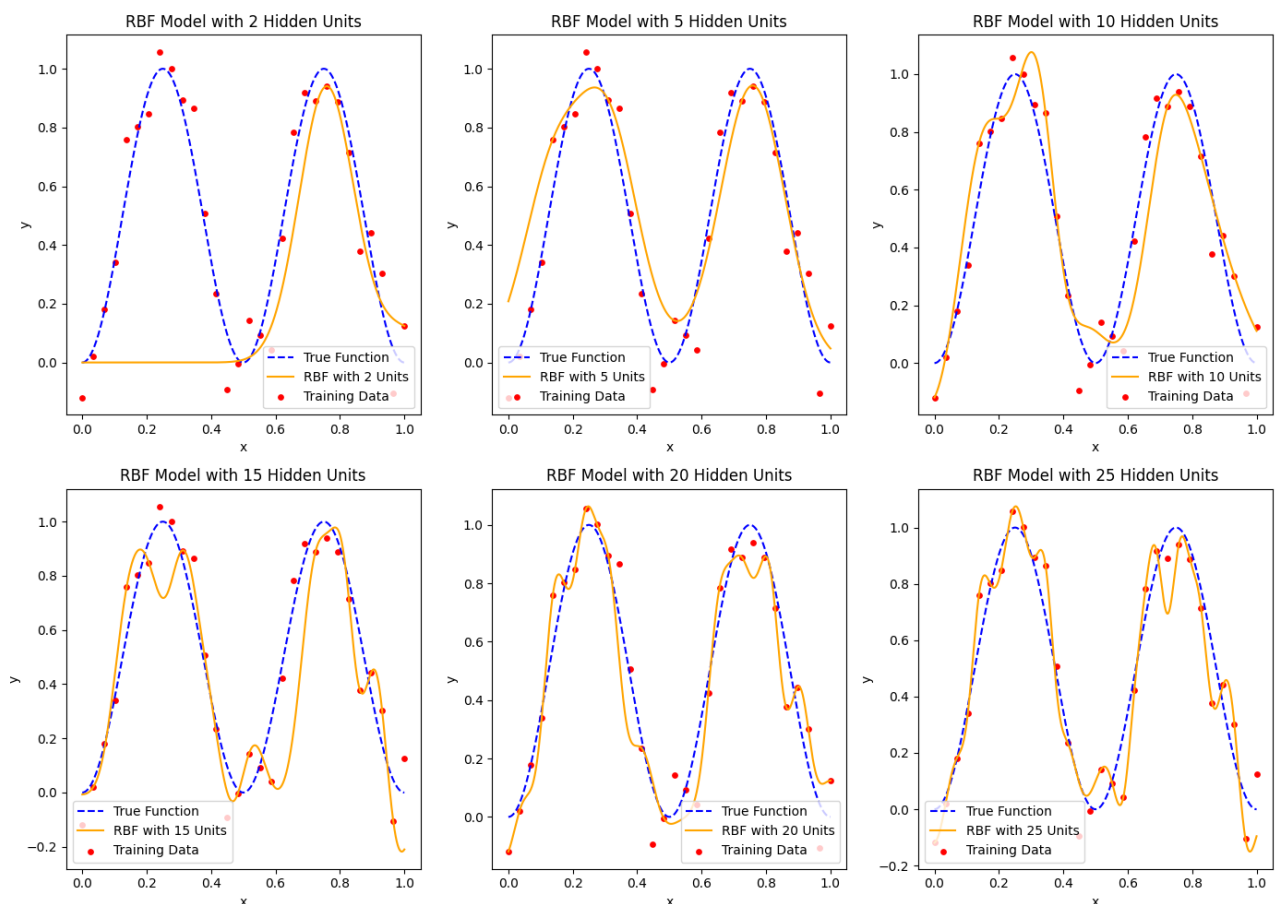 RBF Model with 2 Hidden Units
1.0
0.8
0.6
0.4
0.2
0.0
y
True Function
RBF with 2 Units
Training Data
0.0 0.2 0.4 0.6 0.8 1.0
x
RBF Model with 5 Hidden Units
1.0
0.8
0.6
0.4
0.2
0.0
y
True Function
RBF with 5 Units
Training Data
0.0 0.2 0.4 0.6 0.8 1.0
x
RBF Model with 10 Hidden Units
1.0
0.8
0.6
0.4
0.2
0.0
y
True Function
RBF with 10 Units
Training Data
0.0 0.2 0.4 0.6 0.8 1.0
x
RBF Model with 15 Hidden Units
1.0
0.8
0.6
0.4
0.2
0.0
−0.2
y
True Function
RBF with 15 Units
Training Data
0.0 0.2 0.4 0.6 0.8 1.0
x
RBF Model with 20 Hidden Units
1.0
0.8
0.6
0.4
0.2
0.0
y
True Function
RBF with 20 Units
Training Data
0.0 0.2 0.4 0.6 0.8 1.0
x
RBF Model with 25 Hidden Units
1.0
0.8
0.6
0.4
0.2
0.0
−0.2
y
True Function
RBF with 25 Units
Training Data
0.0 0.2 0.4 0.6 0.8 1.0
x